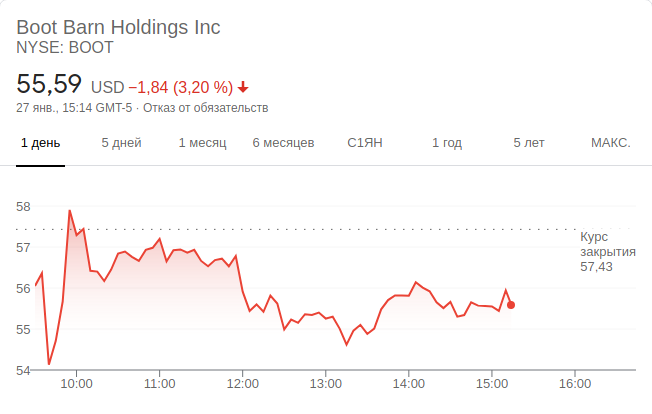 Boot Barn Holdings Inc
NYSE: BOOT
55,59 USD −1,84 (3,20 %)
27 янв., 15:14 GMT-5 · Отказ от обязательств
1 день 5 дней 1 месяц 6 месяцев С1ЯН 1 год 5 лет МАКС.
58
57
56
55
54
Курс
закрытия
57,43
10:00 11:00 12:00 13:00 14:00 15:00 16:00